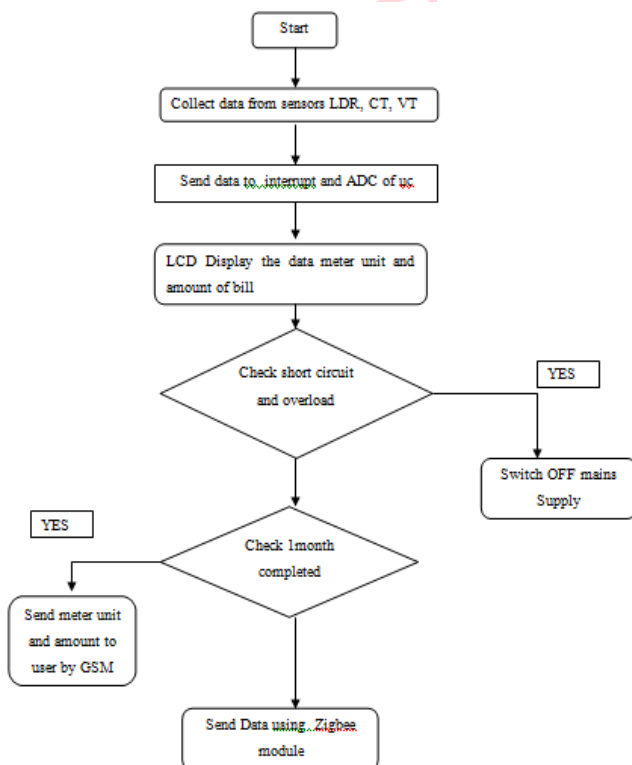 Start
Collect data from sensors LDR, CT, VT
Send data to interrupt and ADC of uc
LCD Display the data meter unit and
amount of bill
Check short circuit
and overload
YES
Switch OFF mains
Supply
YES
Check 1month
completed
Send meter unit
and amount to
user by GSM
Send Data using Zigbee
module